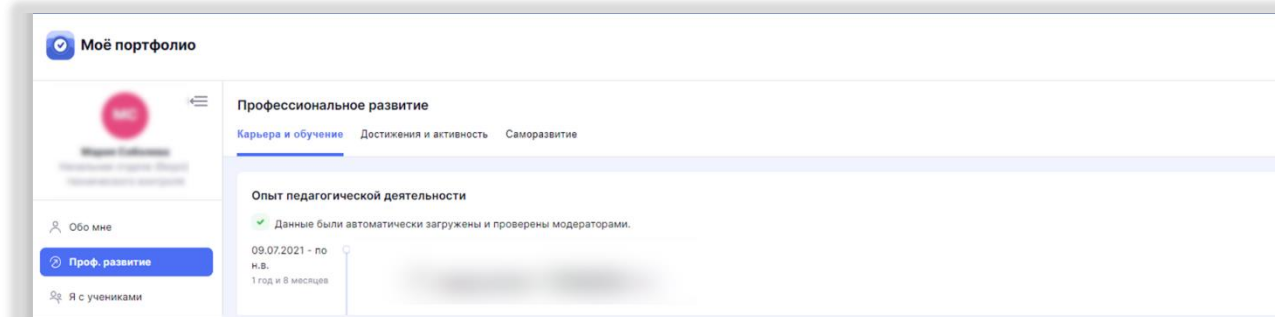 Моё портфолио
Профессиональное развитие
Карьера и обучение Достижения и активность Саморазвитие
Опыт педагогической деятельности
Данные были автоматически загружены и проверены модераторами.
Обо мне
09.07.2021 - по
н.в.
1 год и 8 месяцев
Проф. развитие
Я с учениками